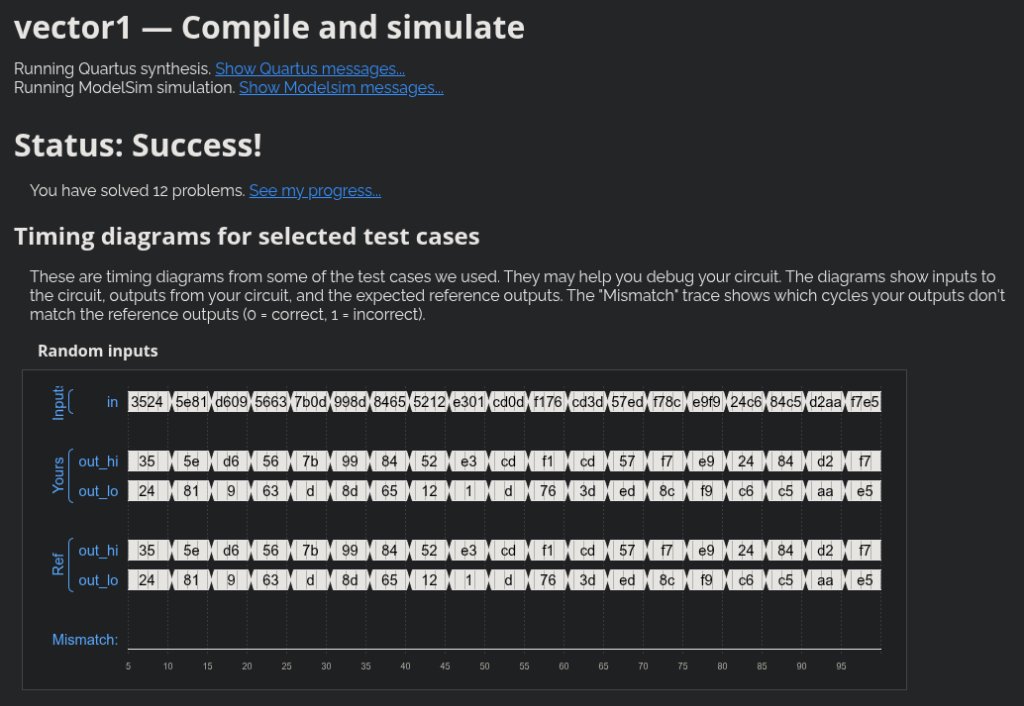 vector1 — Compile and simulate
Running Quartus synthesis. Show Quartus messages...
Running ModelSim simulation. Show Modelsim messages...
Status: Success!
You have solved 12 problems. See my progress...
Timing diagrams for selected test cases
These are timing diagrams from some of the test cases we used. They may help you debug your circuit. The diagrams show inputs to
the circuit, outputs from your circuit, and the expected reference outputs. The "Mismatch" trace shows which cycles your outputs don't
match the reference outputs (0 = correct, 1 = incorrect).
Random inputs
Inputs in 3524 5e81 d609 5663 7b0d 998d 8465 5212 e301 cd0d f176 cd3d 57ed f78c e9f9 24c6 84c5 d2aa f7e5
Yours
out_hi 35 5e d6 56 7b 99 84 52 e3 cd f1 cd 57 f7 e9 24 84 d2 f7
out_lo 24 81 9 63 d 8d 65 12 1 d 76 3d ed 8c f9 c6 c5 aa e5
Ref
out_hi 35 5e d6 56 7b 99 84 52 e3 cd f1 cd 57 f7 e9 24 84 d2 f7
out_lo 24 81 9 63 d 8d 65 12 1 d 76 3d ed 8c f9 c6 c5 aa e5
Mismatch:
5 10 15 20 25 30 35 40 45 50 55 60 65 70 75 80 85 90 95